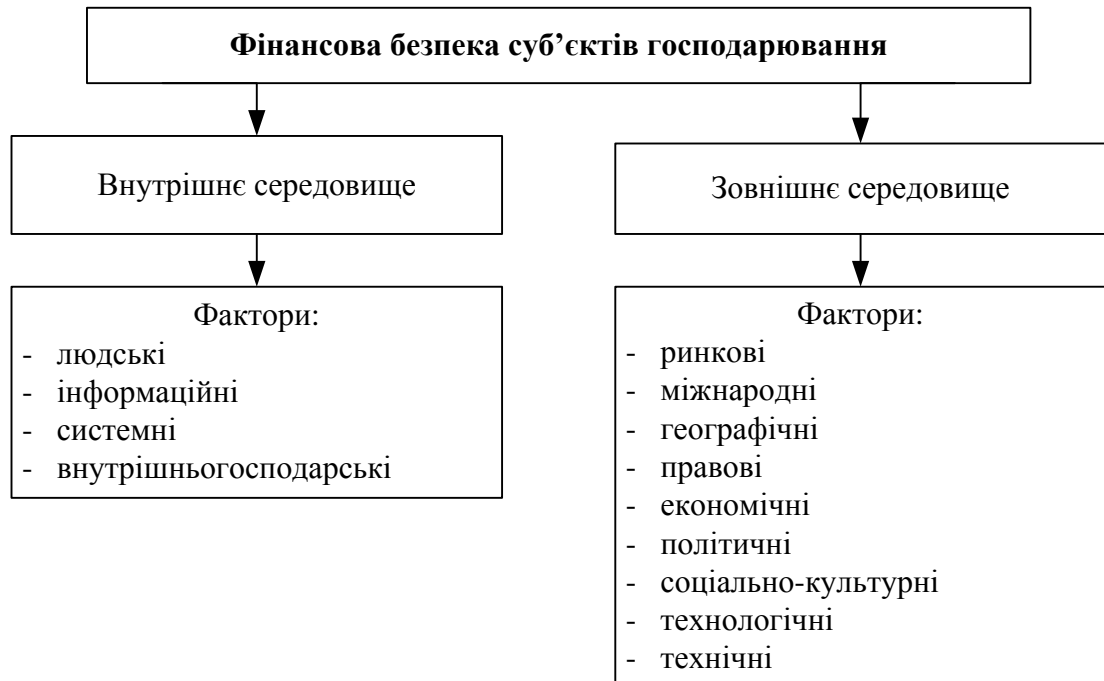 Фінансова безпека суб’єктів господарювання
Внутрішнє середовище
Зовнішнє середовище
Фактори:
- людські
- інформаційні
- системні
- внутрішньогосподарські
Фактори:
- ринкові
- міжнародні
- географічні
- правові
- економічні
- політичні
- соціально-культурні
- технологічні
- технічні